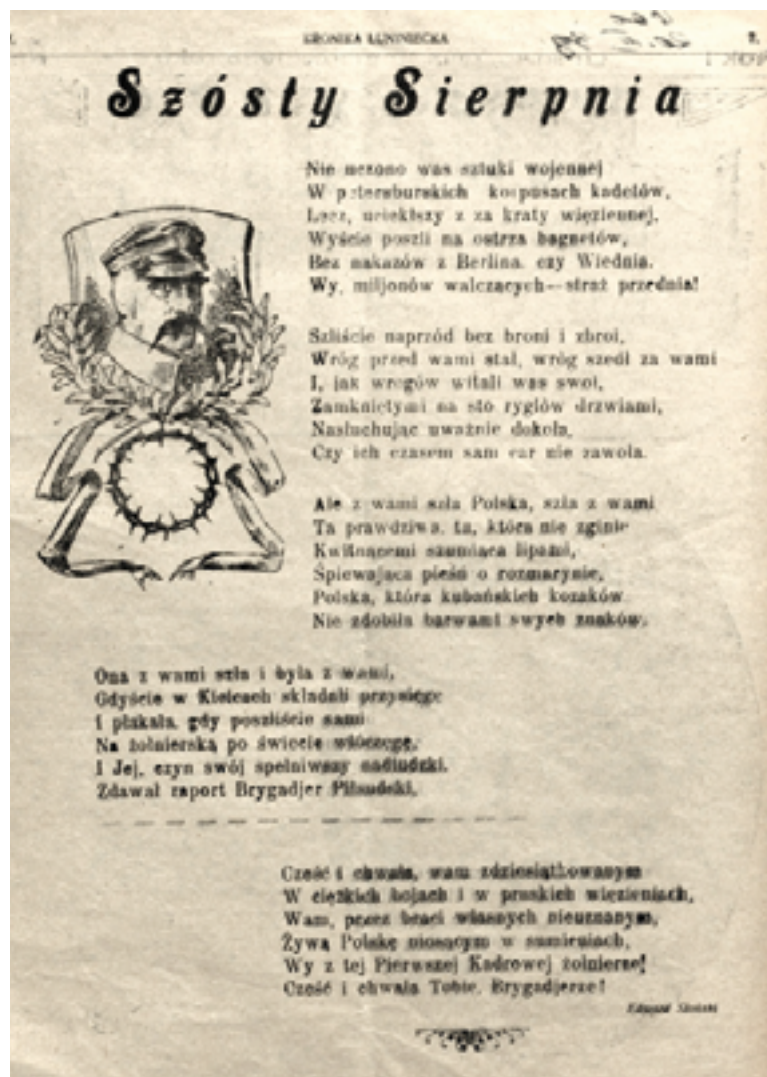 KRONIKA ŁUNINIECKA
Szósty Sierpnia
Nie uczono was sztuki wojennej
W petersburskich korpusach kadetów,
Lecz, uciekłszy z za kraty więziennej,
Wyście poszli na ostrza bagnetów,
Bez nakazów z Berlina, czy Wiednia.
Wy, miljonów walczących—straż przednia!
Szliście naprzód bez broni i zbroi,
Wróg przed wami stał, wróg szedł za wami
I, jak wrogów witali was swoi,
Zamkniętymi na sto ryglów drzwiami,
Nasłuchując uważnie dokoła,
Czy ich czasem sam car nie zawoła.
Ale z wami szła Polska, szła z wami
Ta prawdziwa, ta, która nie zginie
Kwitnącemi szumiąca lipami,
Śpiewająca pieśń o rozmarynie,
Polska, która kubańskich kozaków
Nie zdobiła barwami swych znaków.
Ona z wami szła i była z wami,
Gdyście w Kielcach składali przysięgę
I płakała, gdy poszliście sami
Na żołnierską po świecie włóczęgę,
I Jej, czyn swój spełniwszy nadludzki,
Zdawał raport Brygadjer Piłsudski,
Cześć i chwała, wam zdziesiątkowanym
W ciężkich bojach i w pruskich więzieniach,
Wam, przez braci własnych nieuznanym,
Żywą Polskę niosącym w sumieniach,
Wy z tej Pierwszej Kadrowej żołnierze!
Cześć i chwała Tobie, Brygadjerze!
Edward Słoński